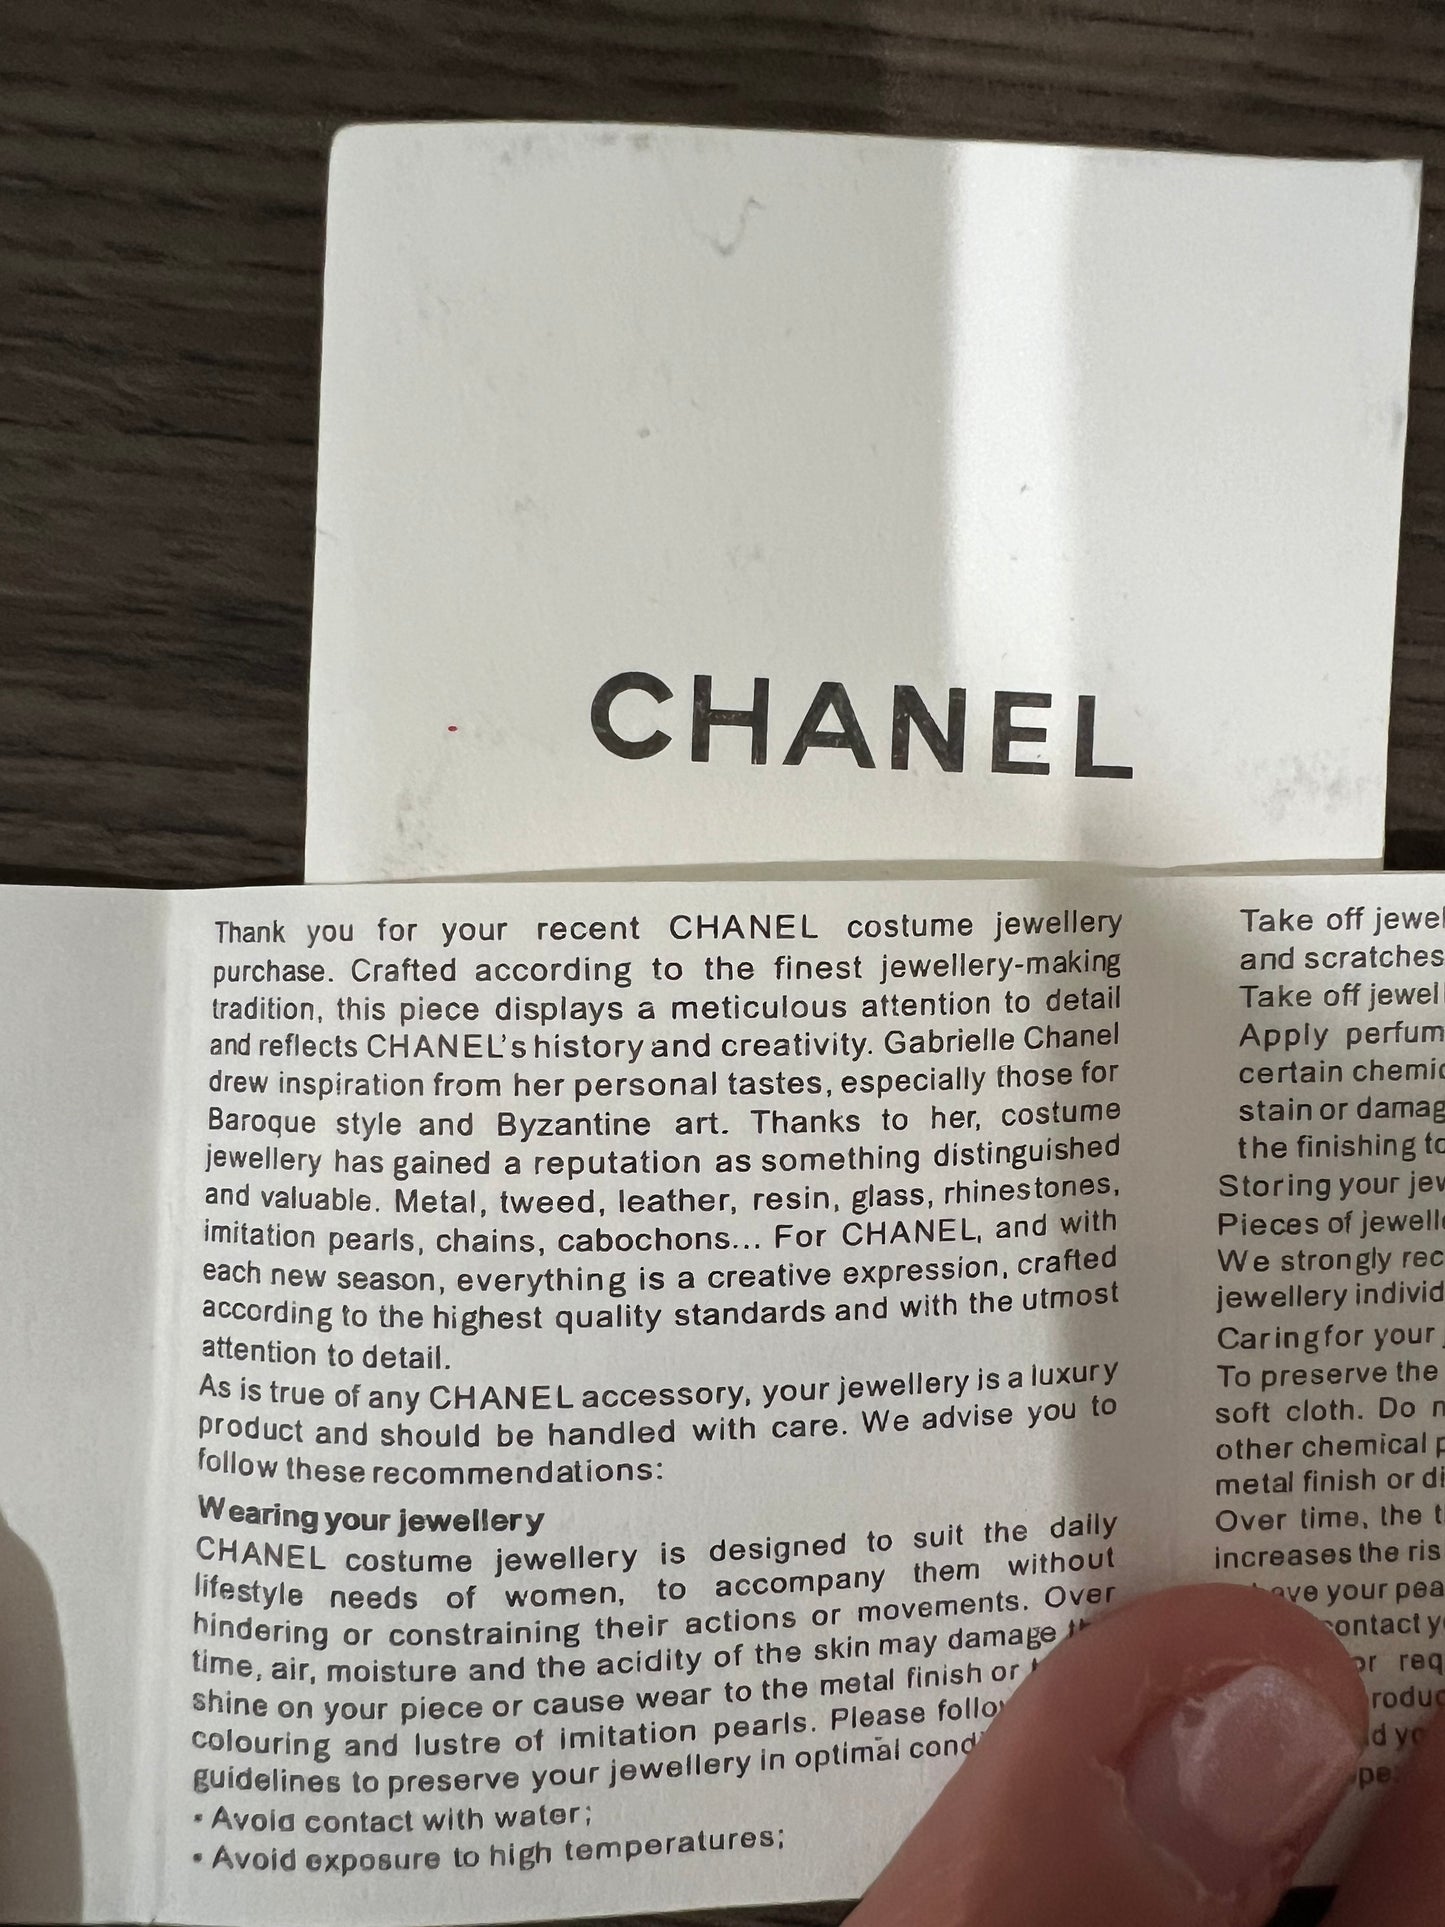 CHANEL
Thank you for your recent CHANEL costume jewellery
purchase. Crafted according to the finest jewellery-making
tradition, this piece displays a meticulous attention to detail
and reflects CHANEL's history and creativity. Gabrielle Chanel
drew inspiration from her personal tastes, especially those for
Baroque style and Byzantine art. Thanks to her, costume
jewellery has gained a reputation as something distinguished
and valuable. Metal, tweed, leather, resin, glass, rhinestones,
imitation pearls, chains, cabochons... For CHANEL, and with
each new season, everything is a creative expression, crafted
according to the highest quality standards and with the utmost
attention to detail.
As is true of any CHANEL accessory, your jewellery is a luxury
product and should be handled with care. We advise you to
follow these recommendations:
Wearing your jewellery
CHANEL costume jewellery is designed to suit the daily
lifestyle needs of women, to accompany them without
hindering or constraining their actions or movements. Over
time, air, moisture and the acidity of the skin may damage
shine on your piece or cause wear to the metal finish or
colouring and lustre of imitation pearls. Please
guidelines to preserve your jewellery in optimal
• Avoid contact with water;
• Avoid exposure to high temperatures;
Take off
and scratches
Take off
Apply
certain
stain or
the finishing
Storing your
Pieces of
We strongly
jewellery
Caring for your
To preserve the
soft cloth. Do
other chemical
metal finish or
Over time, the
increases the
your